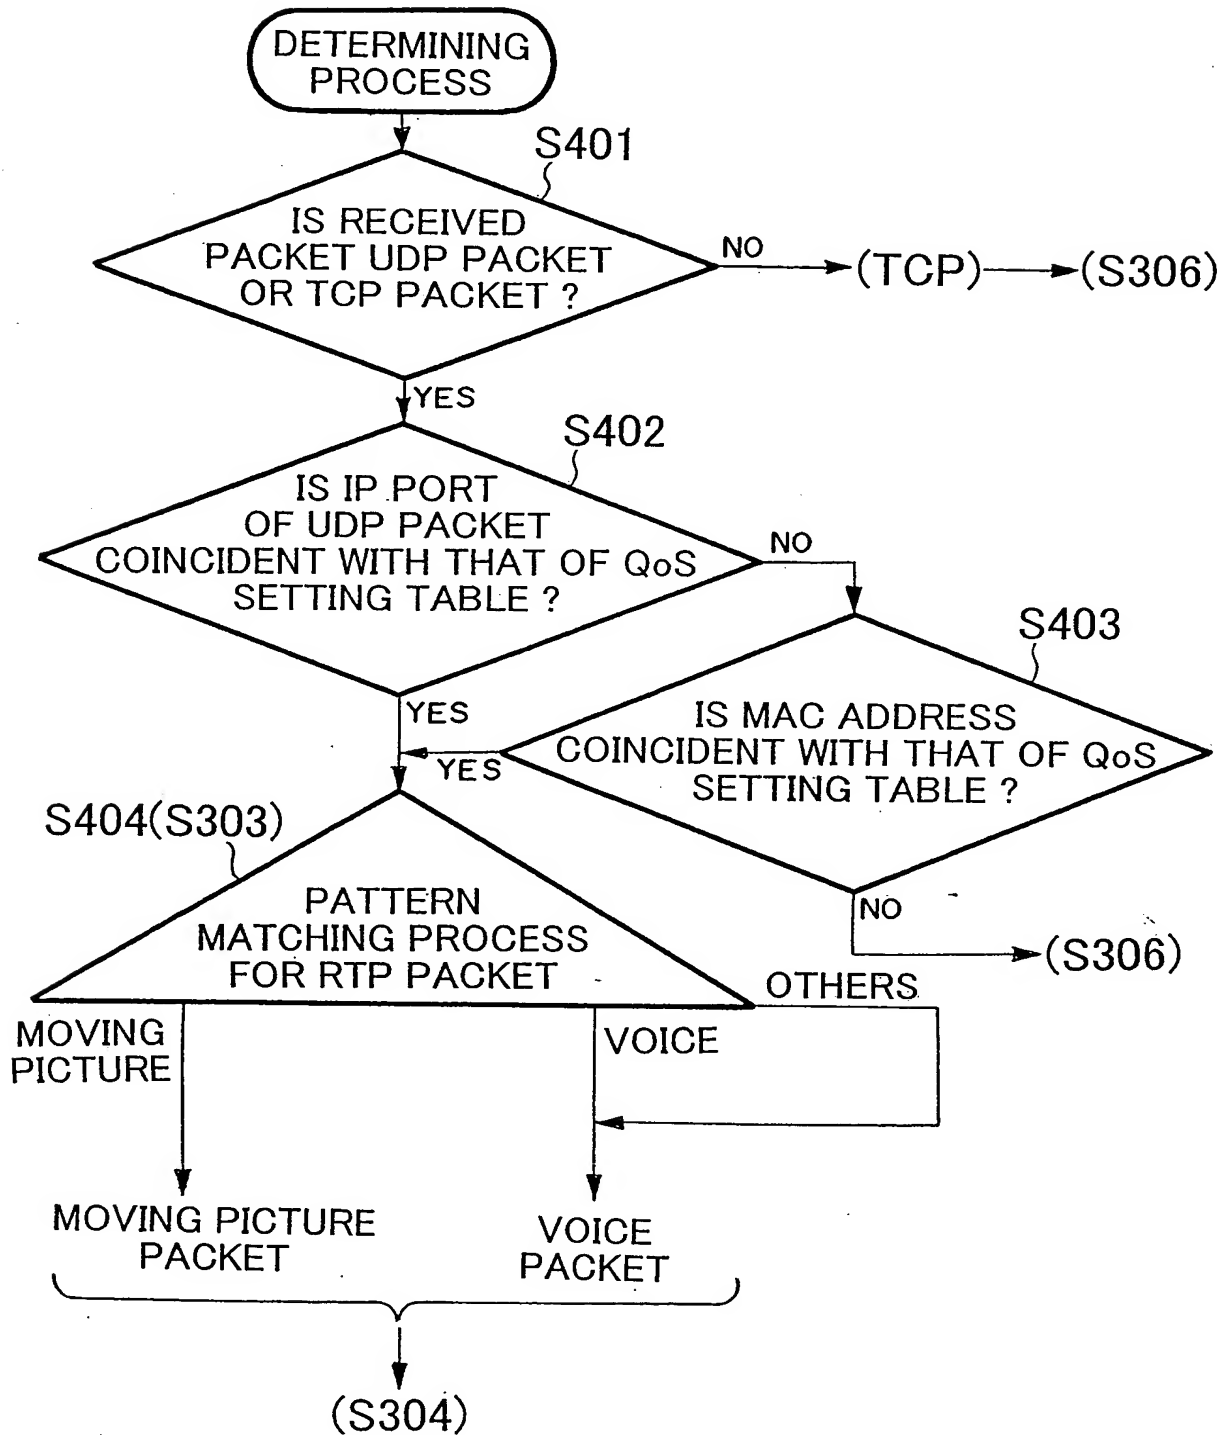 DETERMINING
PROCESS
S401
IS RECEIVED
PACKET UDP PACKET
OR TCP PACKET ?
NO
(TCP)
(S306)
YES
S402
IS IP PORT
OF UDP PACKET
COINCIDENT WITH THAT OF QoS
SETTING TABLE ?
NO
S403
IS MAC ADDRESS
COINCIDENT WITH THAT OF QoS
SETTING TABLE ?
YES
YES
NO
(S306)
S404(S303)
PATTERN
MATCHING PROCESS
FOR RTP PACKET
OTHERS
MOVING
PICTURE
VOICE
MOVING PICTURE
PACKET
VOICE
PACKET
(S304)